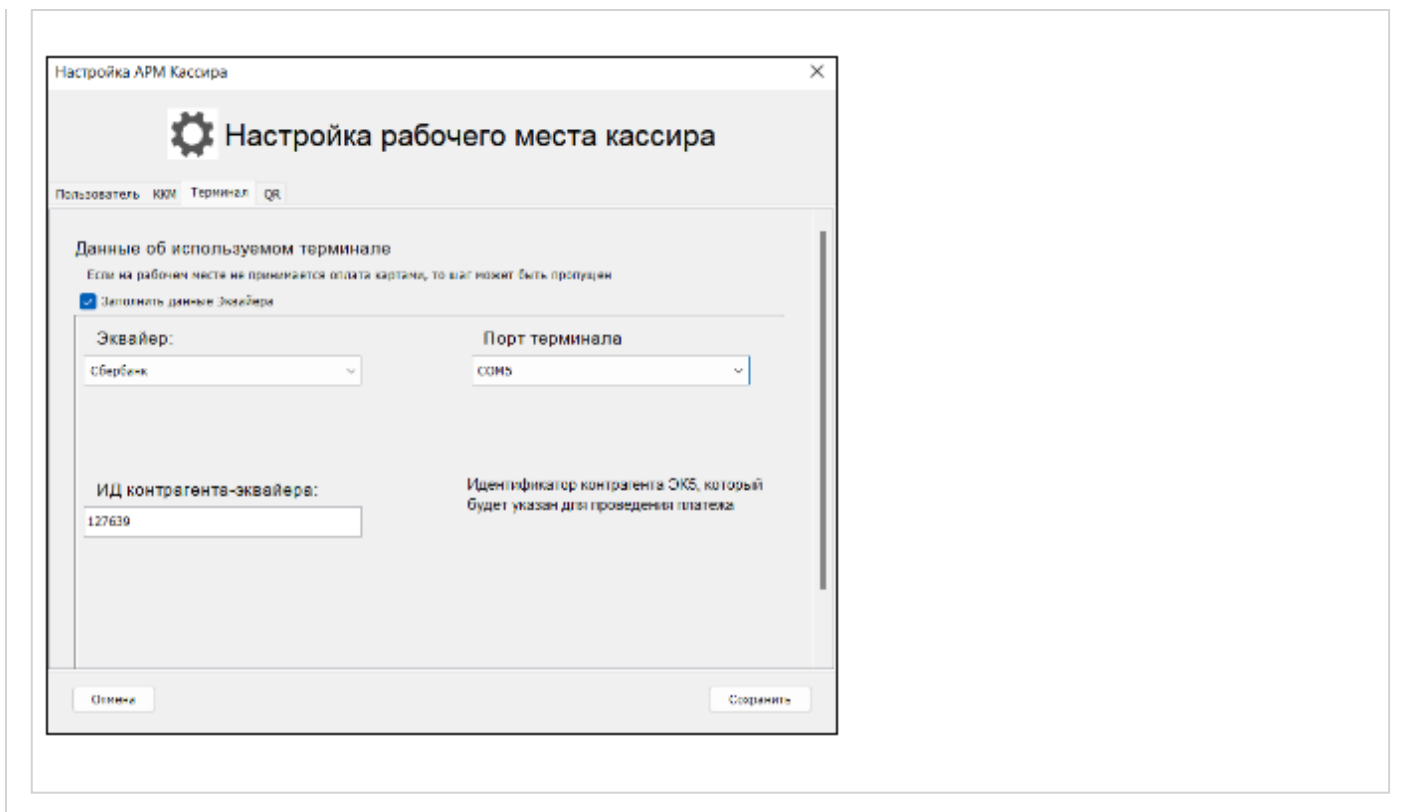 Настройка АРМ Кассира
Настройка рабочего места кассира
Пользователь ККМ Терминал QR
Данные об используемом терминале
Если на рабочем месте не принимается оплата картами, то шаг может быть пропущен
Заполнить данные Эквайера
Эквайер: Порт терминала
Сбербанк COM5
ИД контрагента-эквайера:
127639
Идентификатор контрагента ЭК5, который
будет указан для проведения платежа
Отмена Сохранить